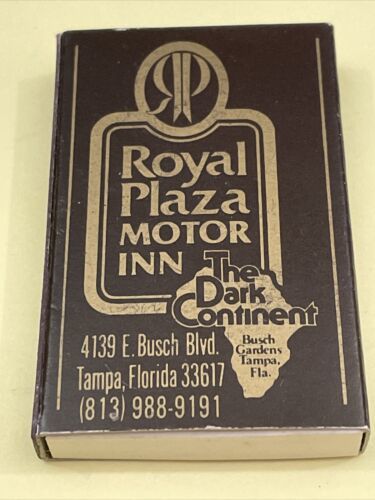 RP
Royal
Plaza
MOTOR
INN
The
Dark
Continent
Busch
Gardens
Tampa,
Fla.
4139 E. Busch Blvd.
Tampa, Florida 33617
(813) 988-9191